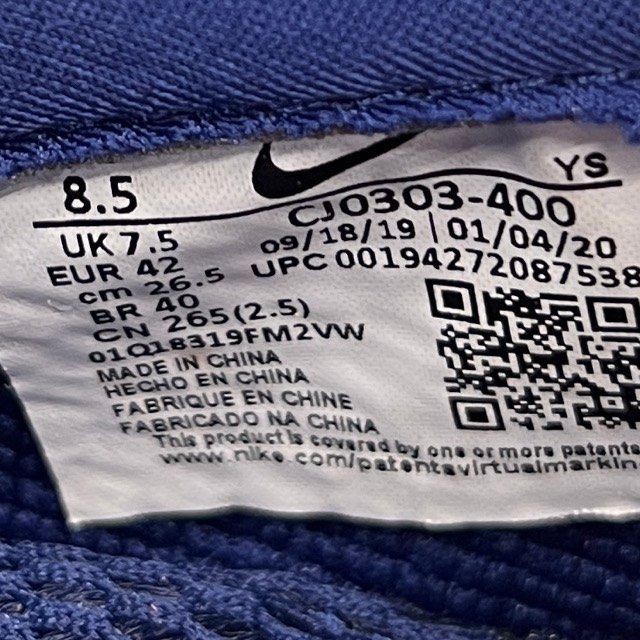 8.5
YS
CJ0303-400
UK 7.5
09/18/19 | 01/04/20
EUR 42
UPC 00194272087538
cm 26.5
BR 40
CN 265(2.5)
01Q18319FM2VW
MADE IN CHINA
HECHO EN CHINA
FABRIQUE EN CHINE
FABRICADO NA CHINA
This product is covered by one or more patents
www.nike.com/patentsvirtualmarkin